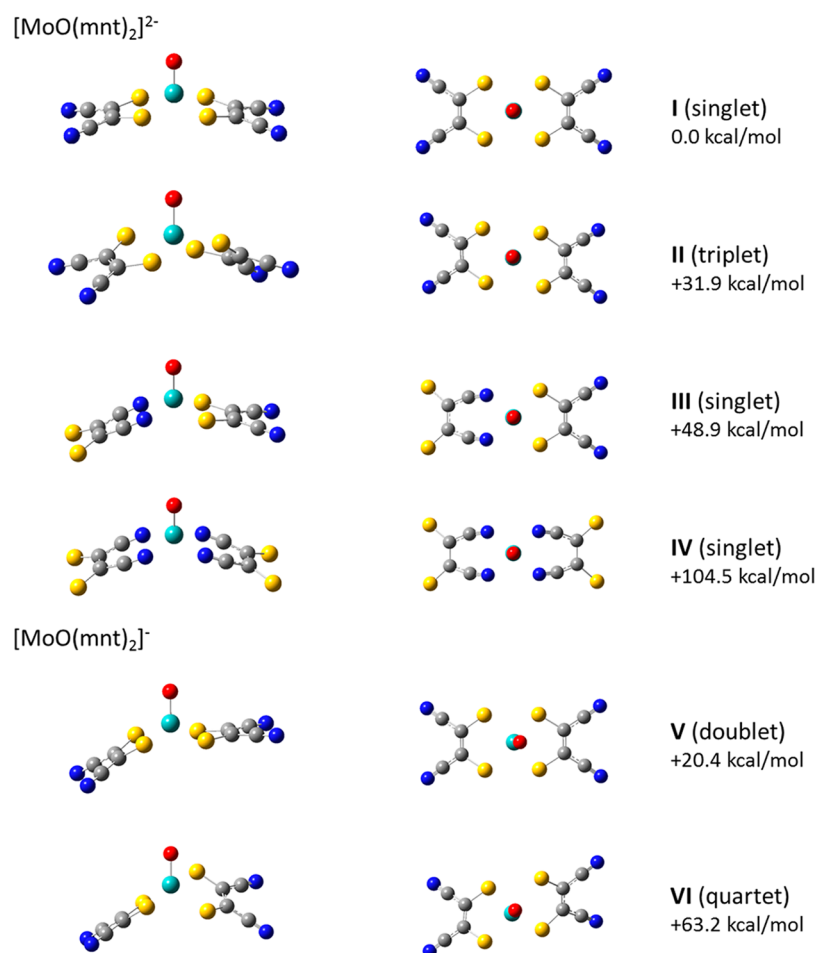 [MoO(mnt)₂]²⁻
I (singlet)
0.0 kcal/mol
II (triplet)
+31.9 kcal/mol
III (singlet)
+48.9 kcal/mol
IV (singlet)
+104.5 kcal/mol
[MoO(mnt)₂]⁻
V (doublet)
+20.4 kcal/mol
VI (quartet)
+63.2 kcal/mol